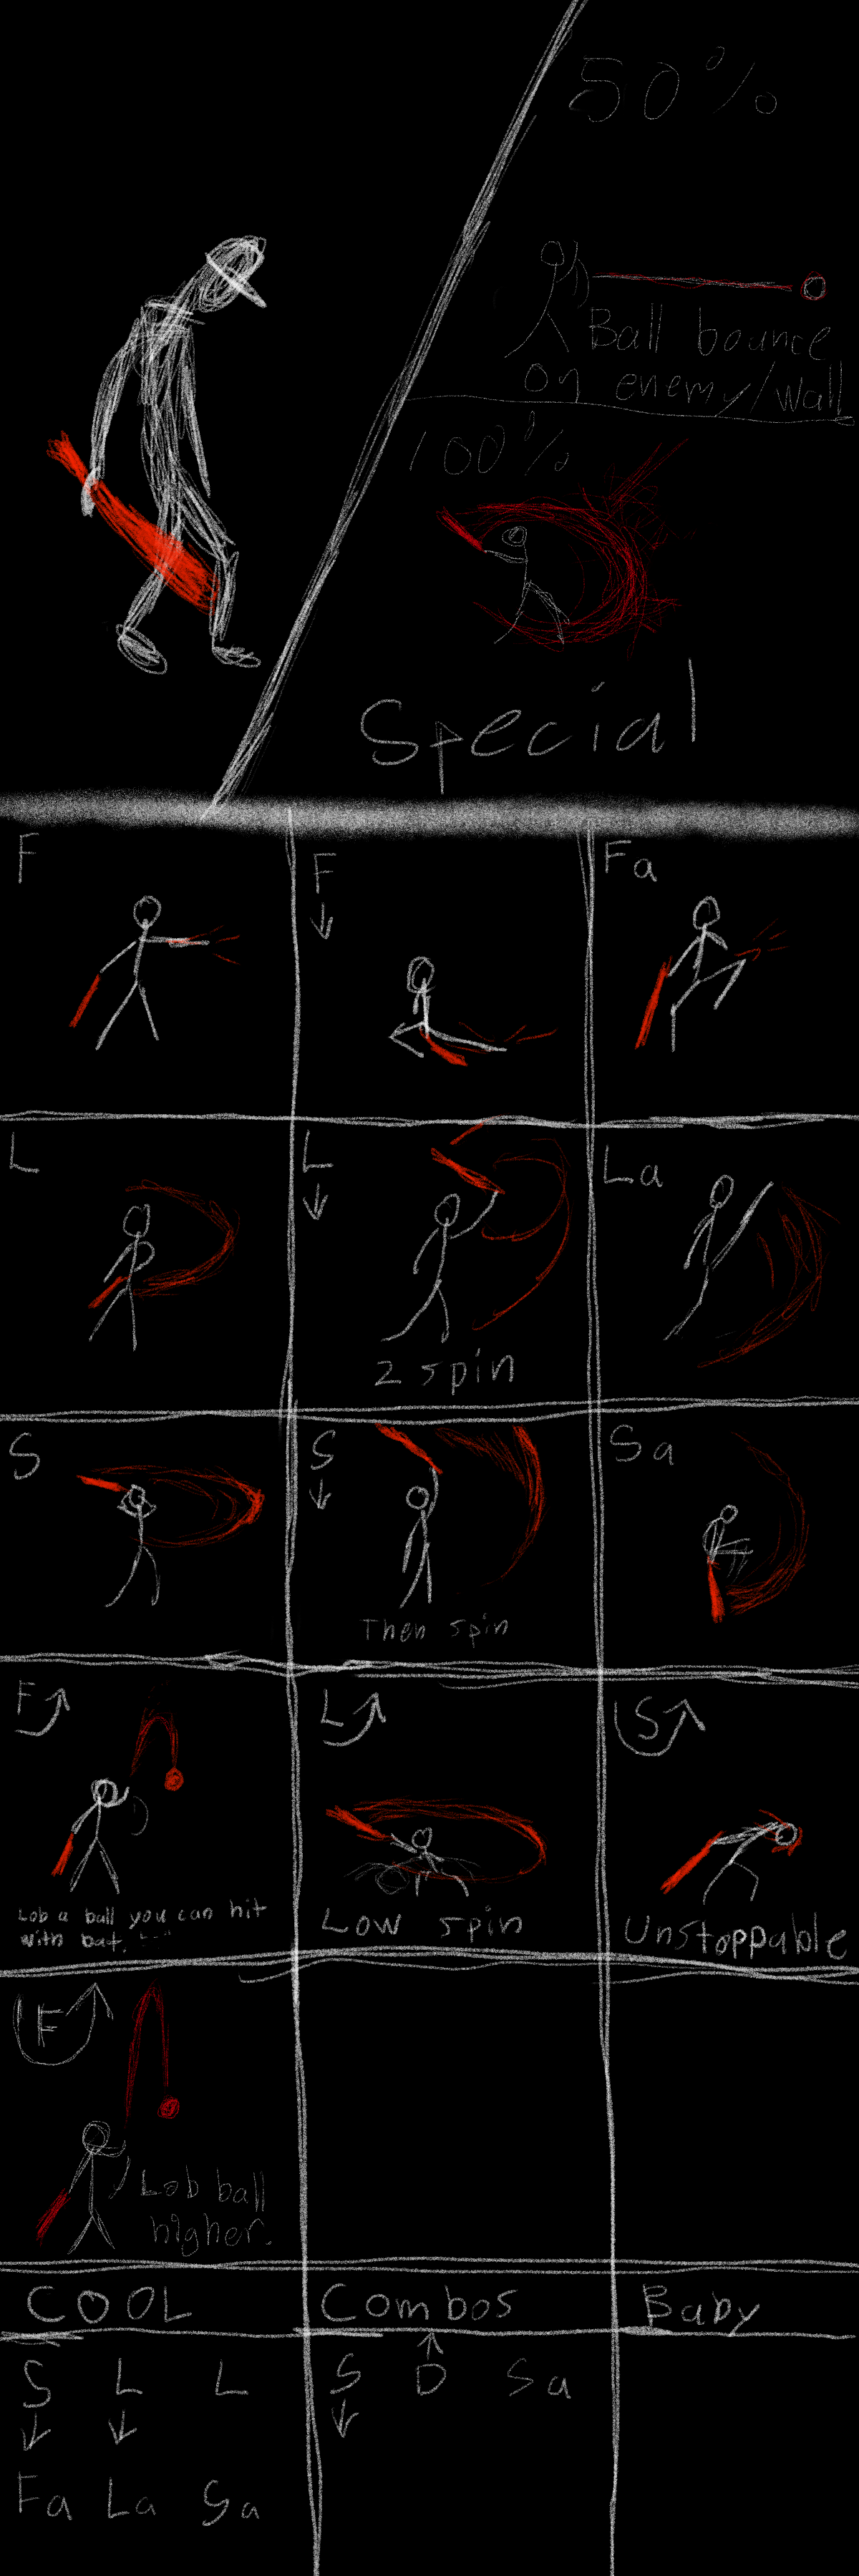 50%
Ball bounce
on enemy/wall
100%
Special
F
F
↓
Fa
L
L
↓
La
2 spin
S
S
↓
Sa
Then spin
F
L
S
Lob a ball you can hit
with bat.
Low spin
Unstoppable
F
Lob ball
higher.
COOL Combos Baby
S L L
↓ ↓
Fa La Sa
↑
S D Sa
↓